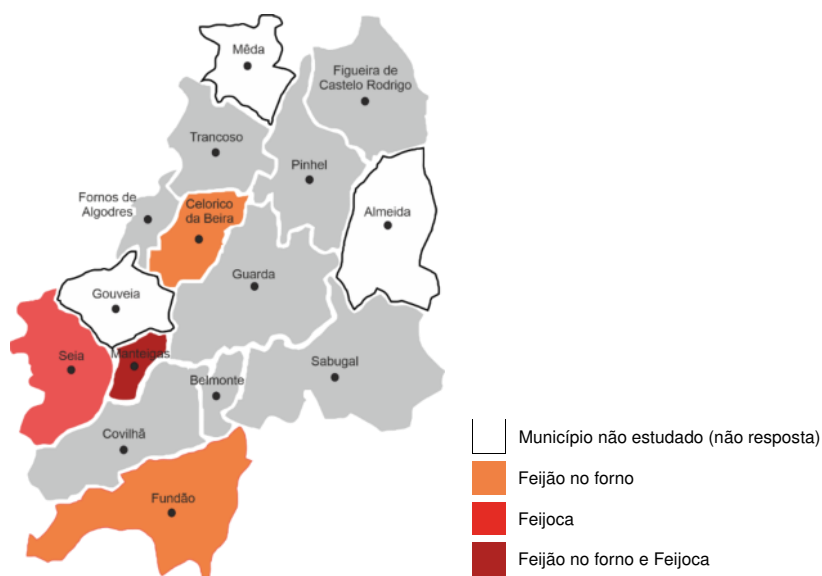 Mêda
Figueira de
Castelo Rodrigo
Trancoso
Pinhel
Fornos de
Algodres
Celorico
da Beira
Almeida
Guarda
Gouveia
Manteigas
Seia
Sabugal
Belmonte
Covilhã
Fundão
Município não estudado (não resposta)
Feijão no forno
Feijoca
Feijão no forno e Feijoca